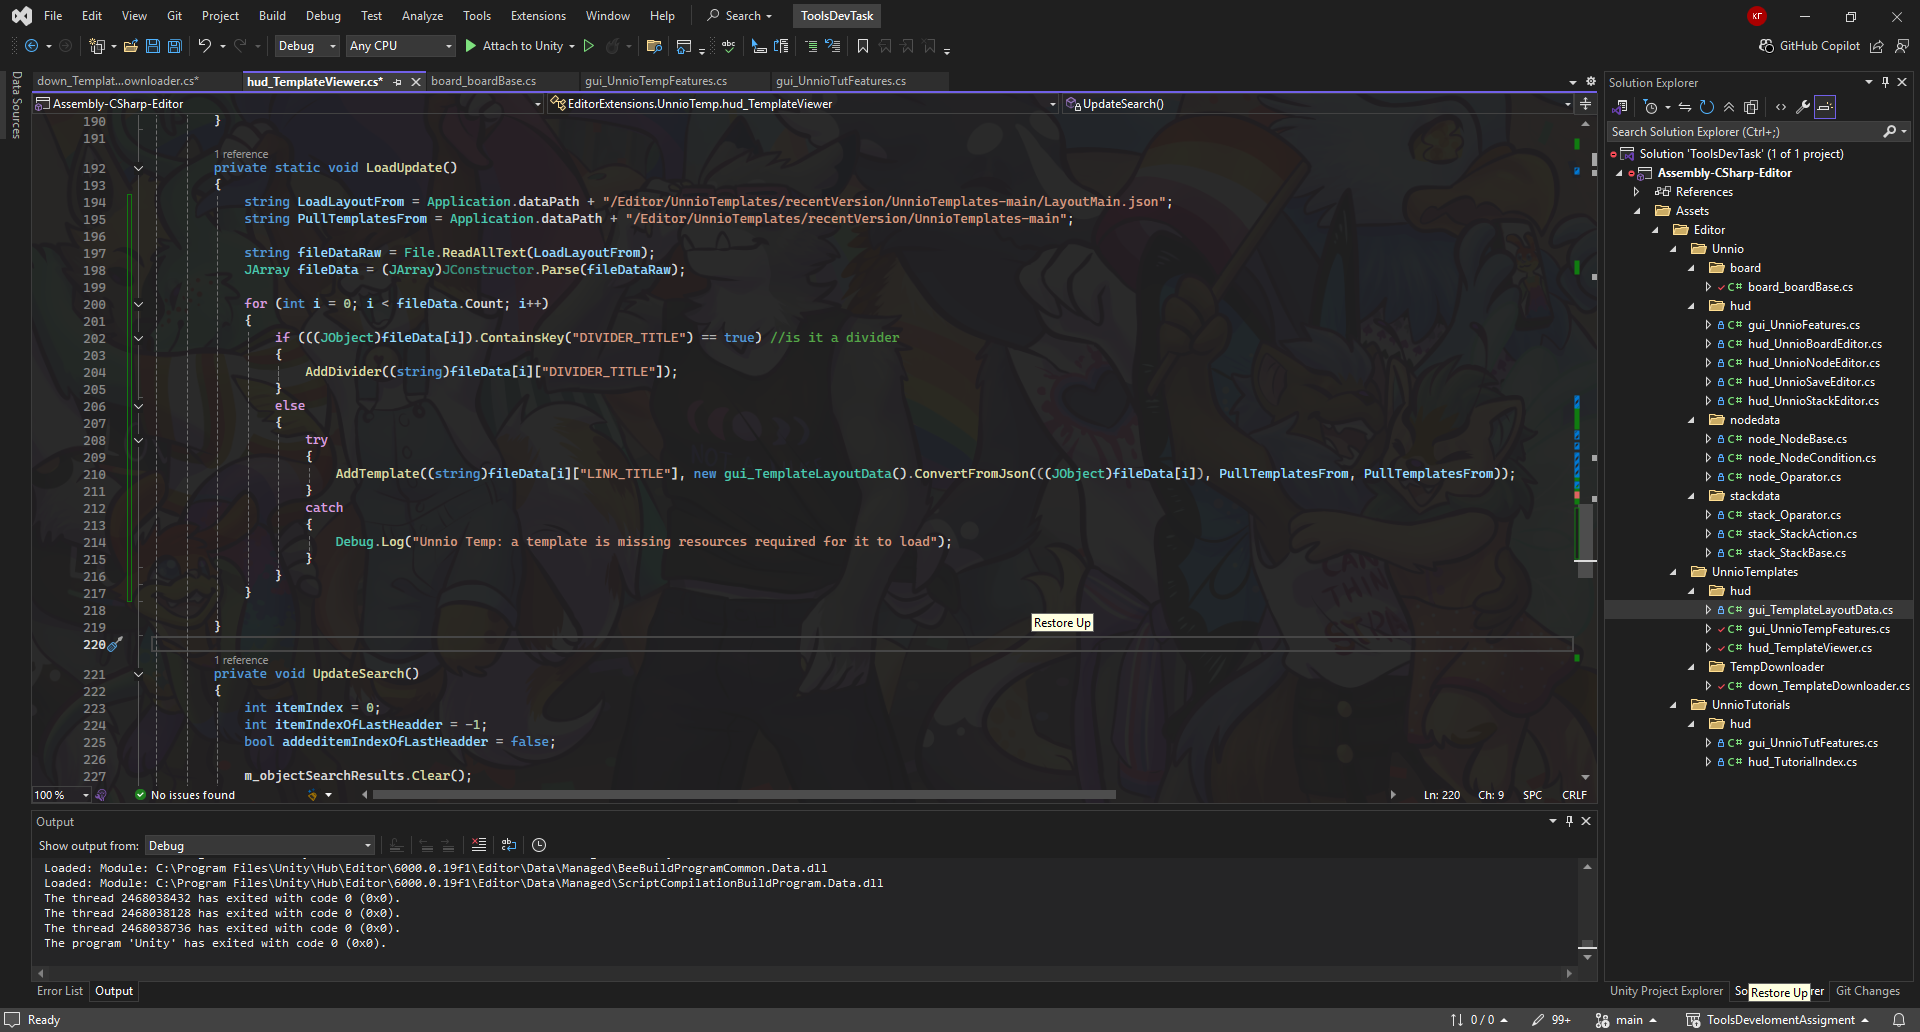 File Edit View Git Project Build Debug Test Analyze Tools Extensions Window Help Search ToolsDevTask
Debug Any CPU Attach to Unity GitHub Copilot
Data Sources
down_Templat...ownloader.cs* hud_TemplateViewer.cs* board_boardBase.cs gui_UnnioTempFeatures.cs gui_UnnioTutFeatures.cs
Assembly-CSharp-Editor EditorExtensions.UnnioTemp.hud_TemplateViewer UpdateSearch()
190 }
191
1 reference
192 private static void LoadUpdate()
193 {
194 string LoadLayoutFrom = Application.dataPath + "/Editor/UnnioTemplates/recentVersion/UnnioTemplates-main/LayoutMain.json";
195 string PullTemplatesFrom = Application.dataPath + "/Editor/UnnioTemplates/recentVersion/UnnioTemplates-main";
196
197 string fileDataRaw = File.ReadAllText(LoadLayoutFrom);
198 JArray fileData = (JArray)JConstructor.Parse(fileDataRaw);
199
200 for (int i = 0; i < fileData.Count; i++)
201 {
202 if (((JObject)fileData[i]).ContainsKey("DIVIDER_TITLE") == true) //is it a divider
203 {
204 AddDivider((string)fileData[i]["DIVIDER_TITLE"]);
205 }
206 else
207 {
208 try
209 {
210 AddTemplate((string)fileData[i]["LINK_TITLE"], new gui_TemplateLayoutData().ConvertFromJson(((JObject)fileData[i]), PullTemplatesFrom, PullTemplatesFrom));
211 }
212 catch
213 {
214 Debug.Log("Unnio Temp: a template is missing resources required for it to load");
215 }
216 }
217 }
218
219 }
220
1 reference
221 private void UpdateSearch()
222 {
223 int itemIndex = 0;
224 int itemIndexOfLastHeadder = -1;
225 bool addeditemIndexOfLastHeadder = false;
226
227 m_objectSearchResults.Clear();
Restore Up
100 % No issues found Ln: 220 Ch: 9 SPC CRLF
Output
Show output from: Debug
Loaded: Module: C:\Program Files\Unity\Hub\Editor\6000.0.19f1\Editor\Data\Managed\BeeBuildProgramCommon.Data.dll
Loaded: Module: C:\Program Files\Unity\Hub\Editor\6000.0.19f1\Editor\Data\Managed\ScriptCompilationBuildProgram.Data.dll
The thread 2468038432 has exited with code 0 (0x0).
The thread 2468038128 has exited with code 0 (0x0).
The thread 2468038736 has exited with code 0 (0x0).
The program 'Unity' has exited with code 0 (0x0).
Error List Output
Solution Explorer
Search Solution Explorer (Ctrl+;)
Solution 'ToolsDevTask' (1 of 1 project)
Assembly-CSharp-Editor
References
Assets
Editor
Unnio
board
C# board_boardBase.cs
hud
C# gui_UnnioFeatures.cs
C# hud_UnnioBoardEditor.cs
C# hud_UnnioNodeEditor.cs
C# hud_UnnioSaveEditor.cs
C# hud_UnnioStackEditor.cs
nodedata
C# node_NodeBase.cs
C# node_NodeCondition.cs
C# node_Operator.cs
stackdata
C# stack_Operator.cs
C# stack_StackAction.cs
C# stack_StackBase.cs
UnnioTemplates
hud
C# gui_TemplateLayoutData.cs
C# gui_UnnioTempFeatures.cs
C# hud_TemplateViewer.cs
TempDownloader
C# down_TemplateDownloader.cs
UnnioTutorials
hud
C# gui_UnnioTutFeatures.cs
C# hud_TutorialIndex.cs
Unity Project Explorer So Restore Up rer Git Changes
Ready 0 / 0 99+ main ToolsDevelomentAssigment